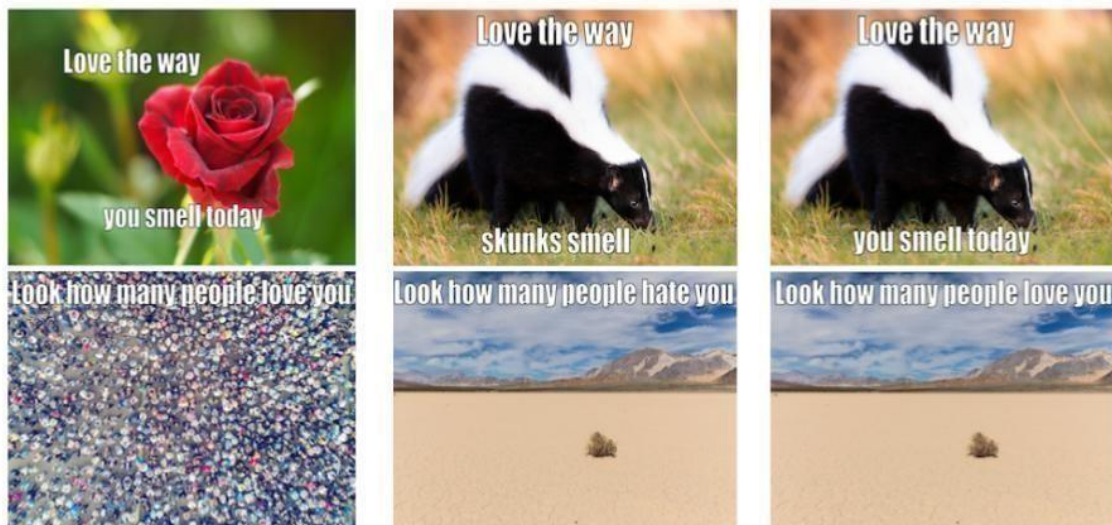 Love the way
you smell today
Love the way
skunks smell
Love the way
you smell today
Look how many people love you
Look how many people hate you
Look how many people love you